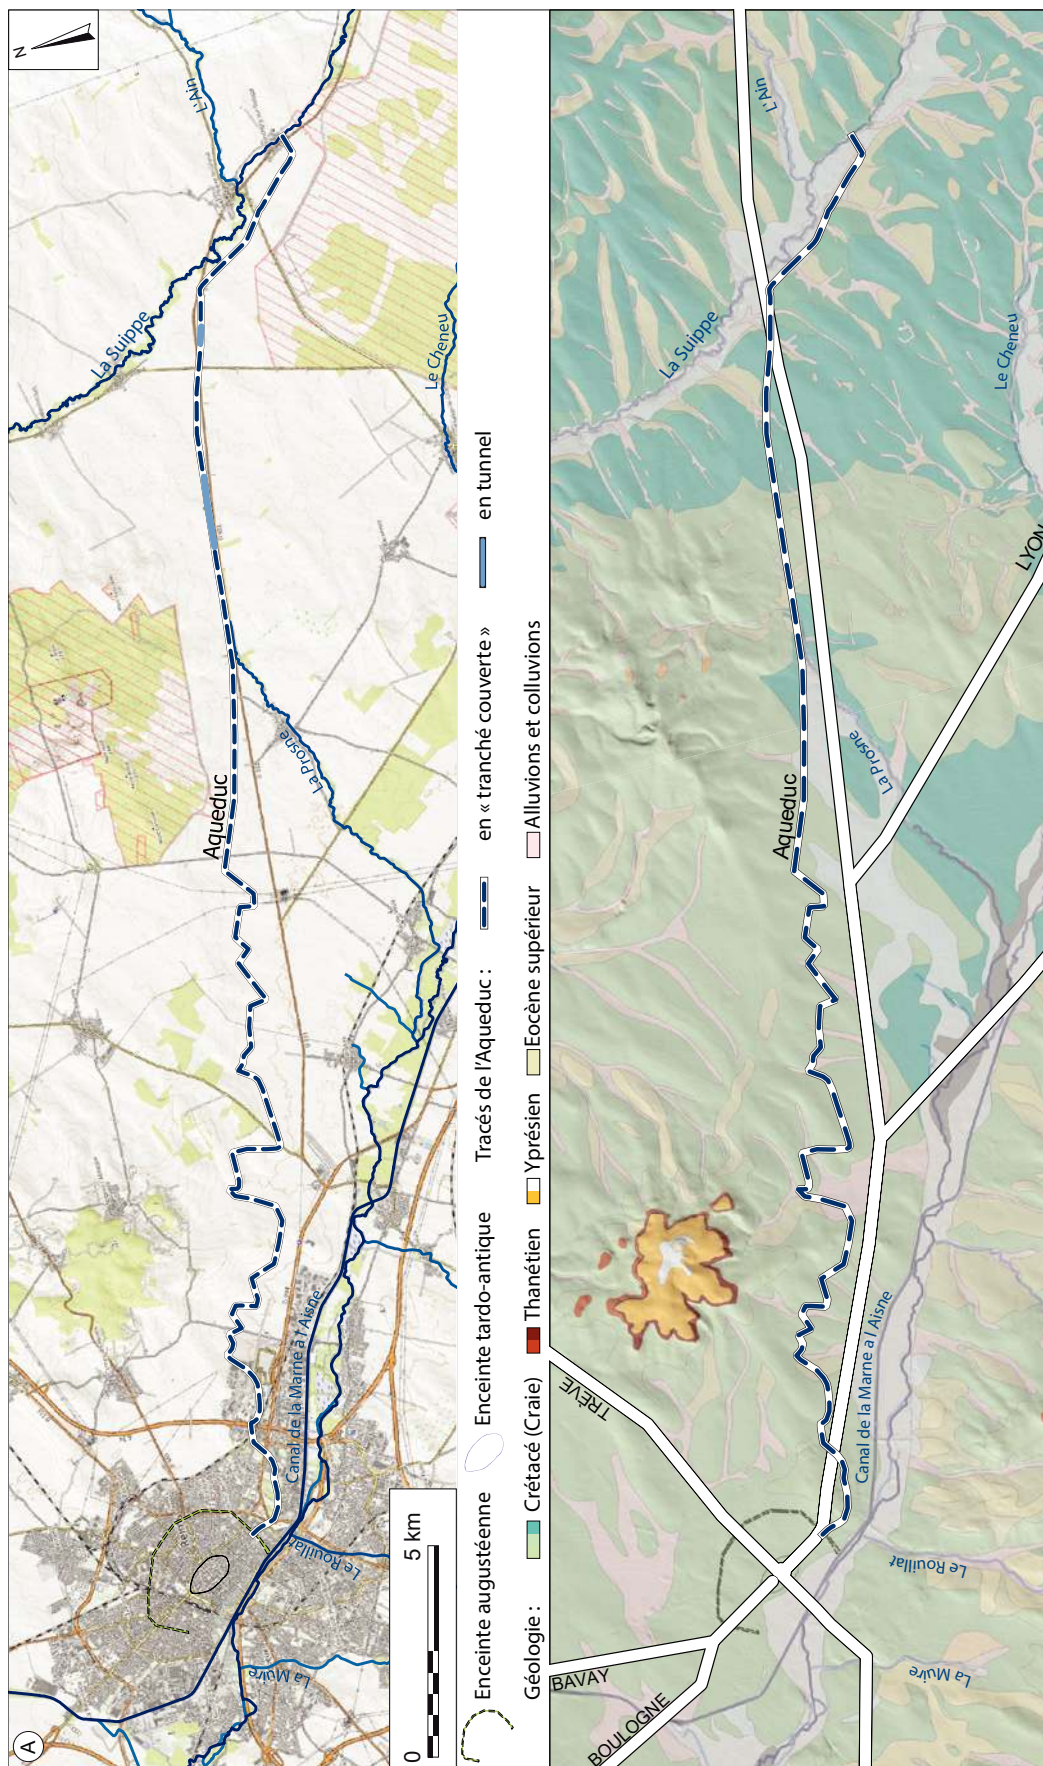 A
N
L'Ain
La Suippe
Le Cheneu
La Prosne
Aqueduc
Canal de la Marne à l'Aisne
Reims
Le Rouillat
La Muire
0 5 km
Enceinte augustéenne
Enceinte tardo-antique
Tracés de l'Aqueduc :
en « tranché couverte »
en tunnel
Géologie :
Crétacé (Craie)
Thanétien
Yprésien
Eocène supérieur
Alluvions et colluvions
BAVAY
BOULOGNE
TRÈVE
LYON
Aqueduc
L'Ain
La Suippe
Le Cheneu
La Prosne
Canal de la Marne à l'Aisne
Le Rouillat
La Muire